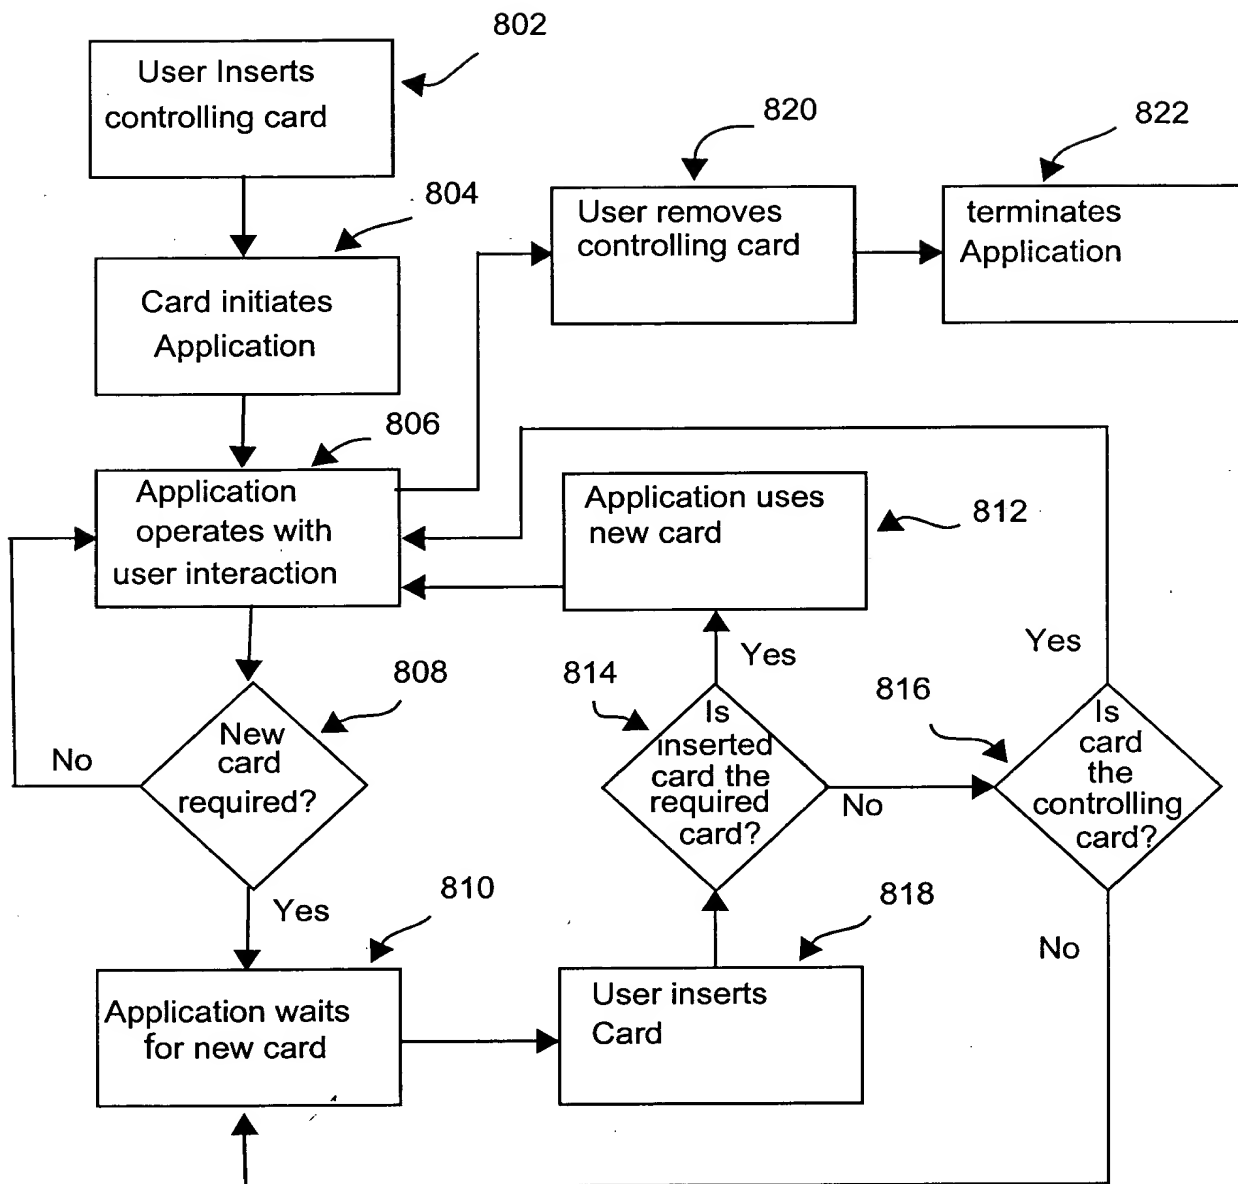 802
User Inserts
controlling card
804
Card initiates
Application
820
User removes
controlling card
822
terminates
Application
806
Application
operates with
user interaction
Application uses
new card
812
808
New
card
required?
No
Yes
814
Is
inserted
card the
required
card?
Yes
No
816
Is
card
the
controlling
card?
Yes
No
810
Application waits
for new card
818
User inserts
Card